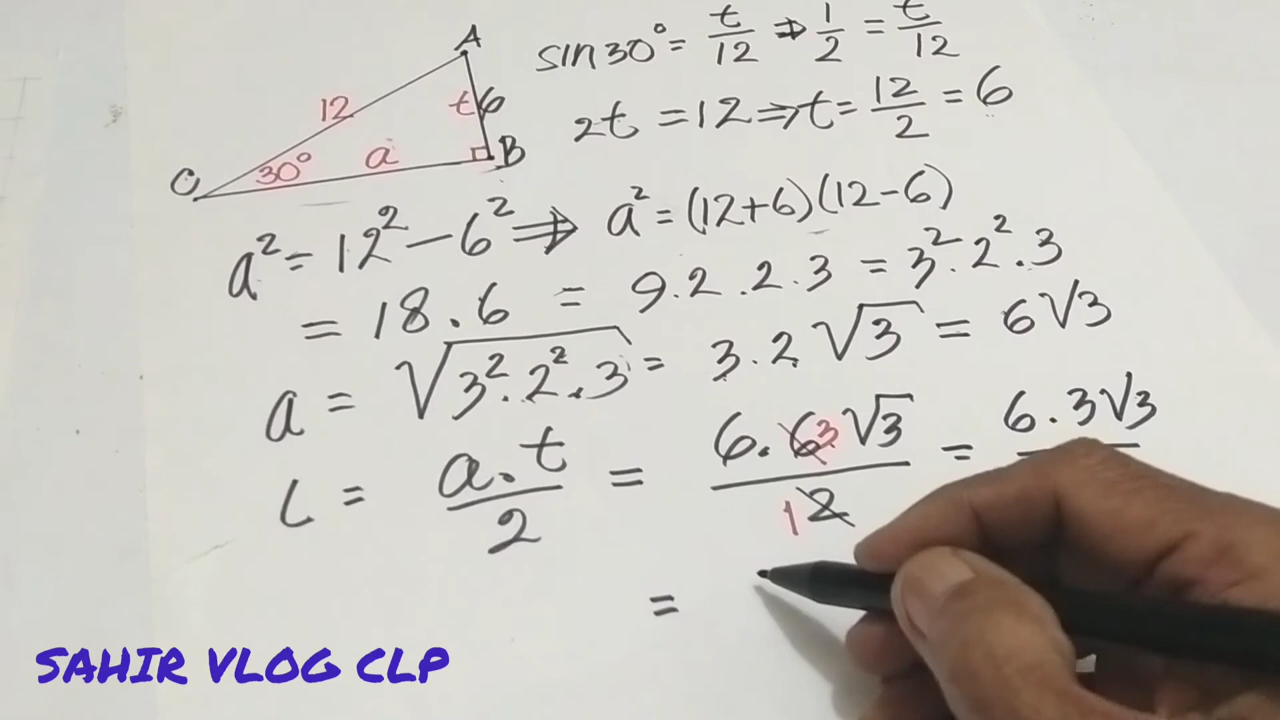 A
12
t 6
30°
a
C
B
sin30° = t/12 ⇒ 1/2 = t/12
2t = 12 ⇒ t = 12/2 = 6
a² = 12² − 6² ⇒ a² = (12+6)(12−6)
= 18.6 = 9.2.2.3 = 3².2².3
a = √3².2².3 = 3.2√3 = 6√3
L = a.t/2 = 6.6 3√3/1 2 = 6.3√3
=
SAHIR VLOG CLP